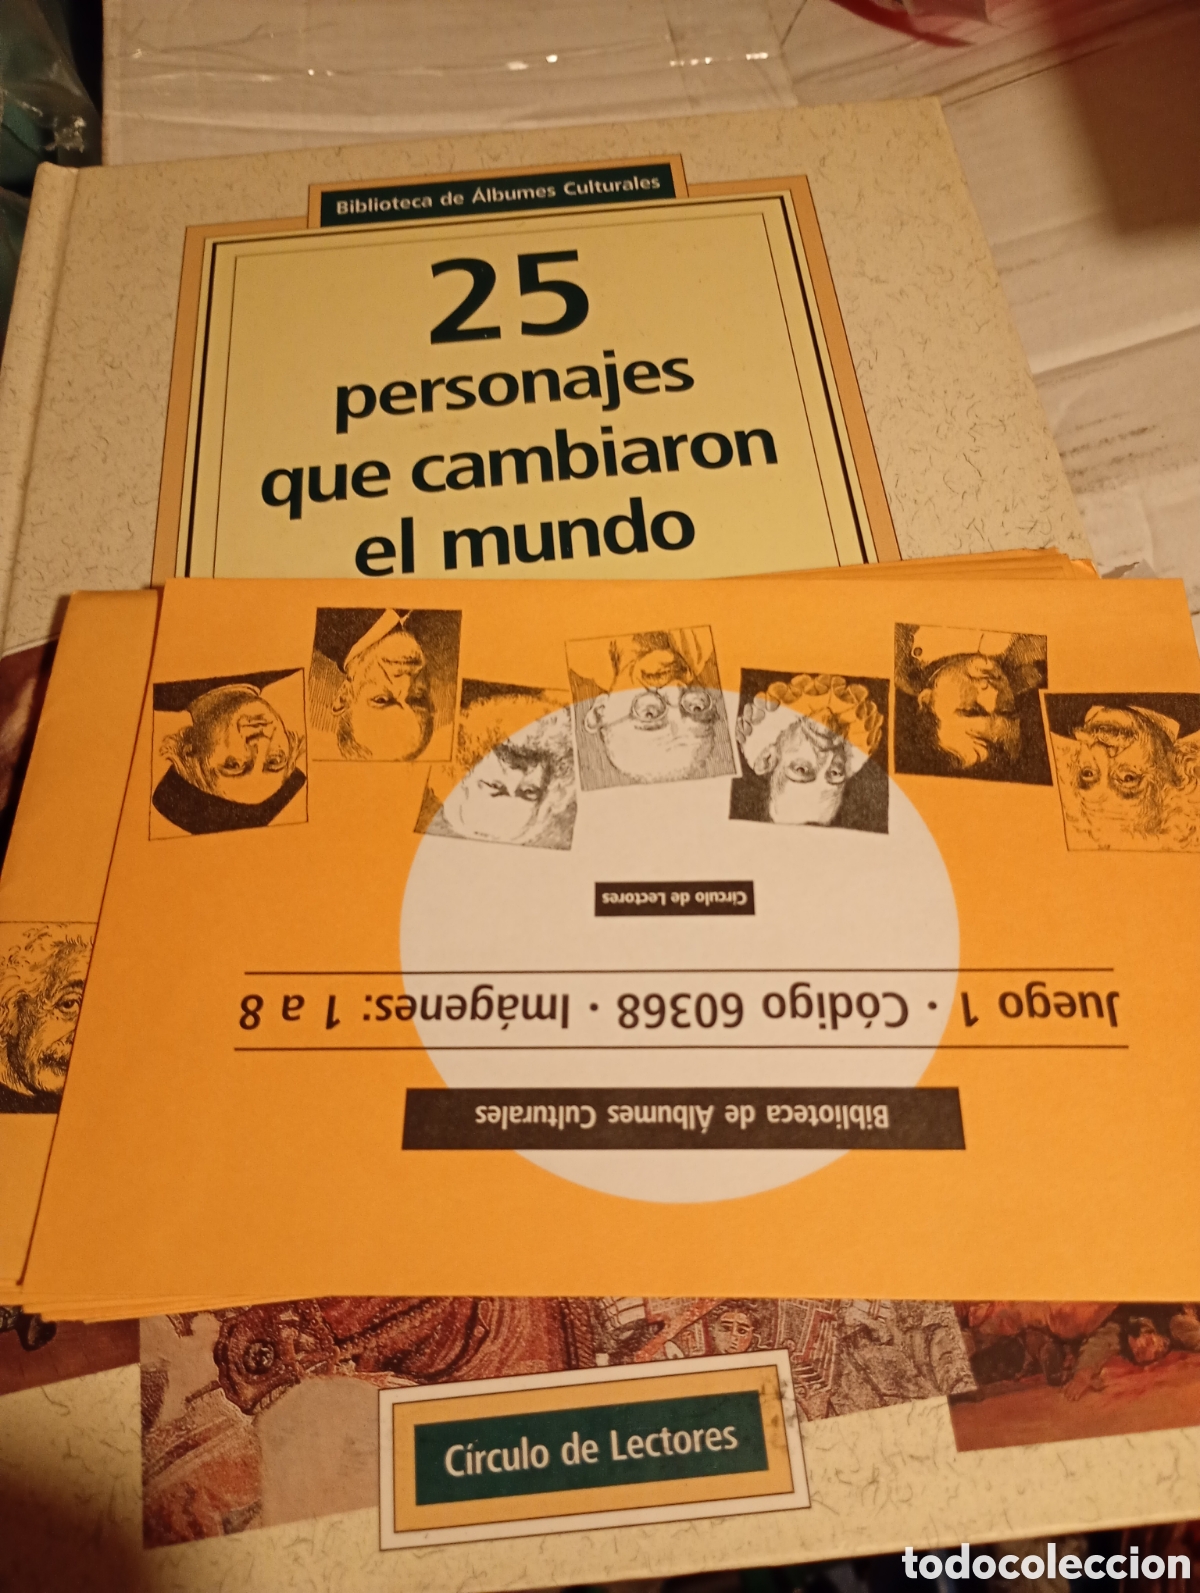 Biblioteca de Álbumes Culturales
25
personajes
que cambiaron
el mundo
Círculo de Lectores
Juego 1 · Código 60368 · Imágenes: 1 a 8
Biblioteca de Álbumes Culturales
Círculo de Lectores
todocoleccion